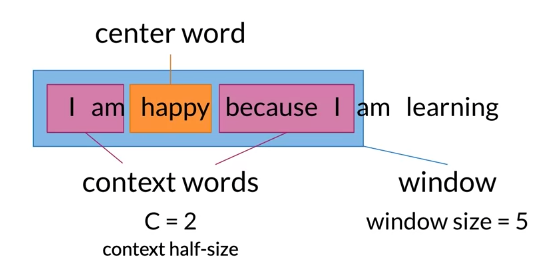 center word
I am happy because I am learning
context words
window
C = 2
window size = 5
context half-size